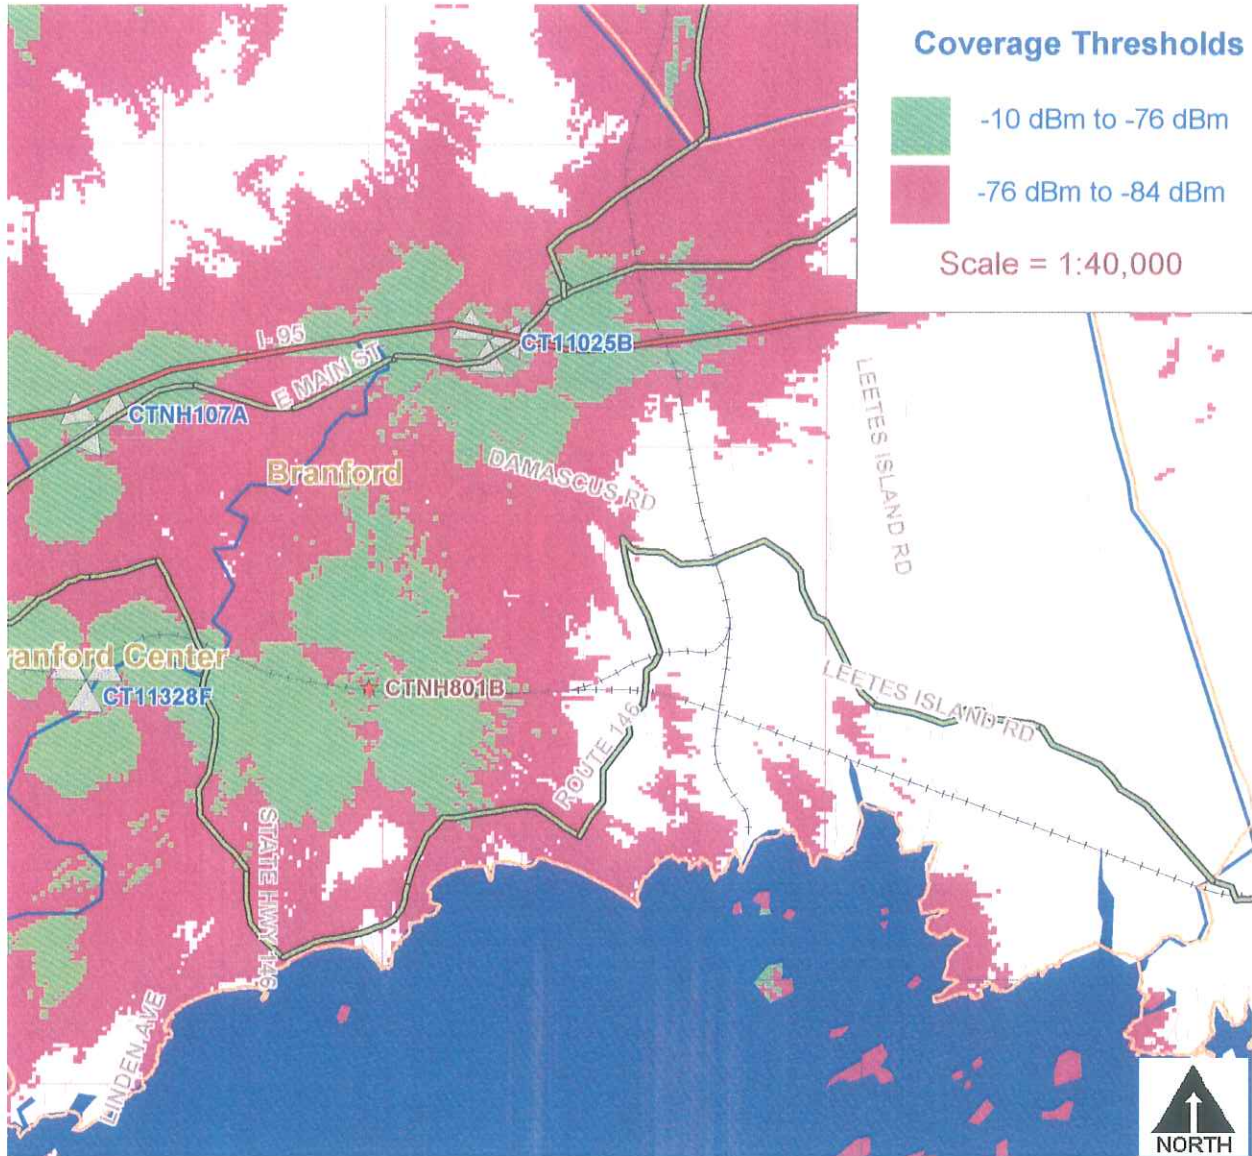 Coverage Thresholds
-10 dBm to -76 dBm
-76 dBm to -84 dBm
Scale = 1:40,000
I-95
E MAIN ST
CT11025B
CTNH107A
LEETES ISLAND RD
Branford
DAMASCUS RD
ranford Center
CT11328F
CTNH801B
LEETES ISLAND RD
ROUTE 146
STATE HWY 146
LINDEN AVE
NORTH